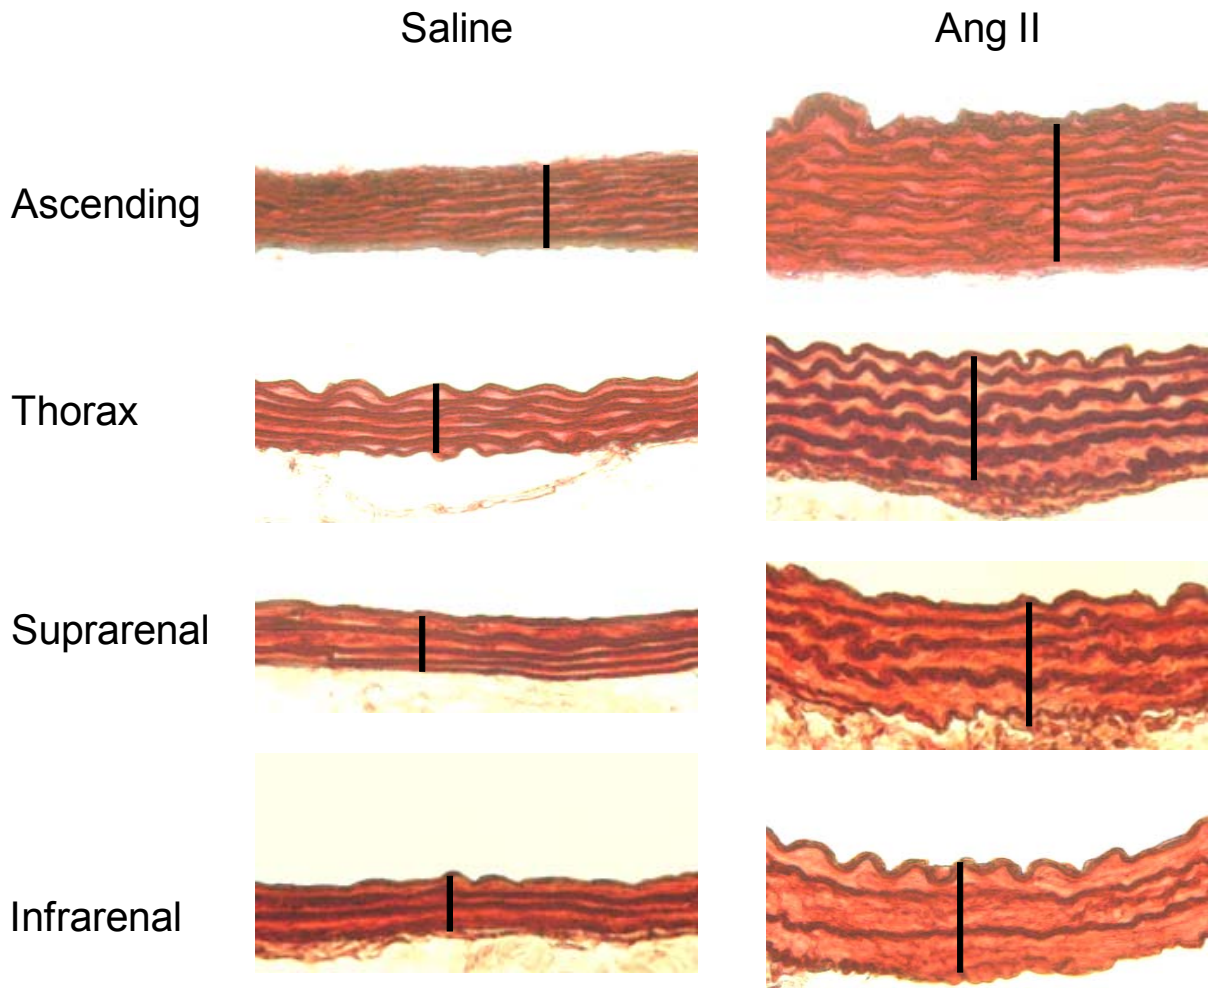 Saline
Ang II
Ascending
Thorax
Suprarenal
Infrarenal